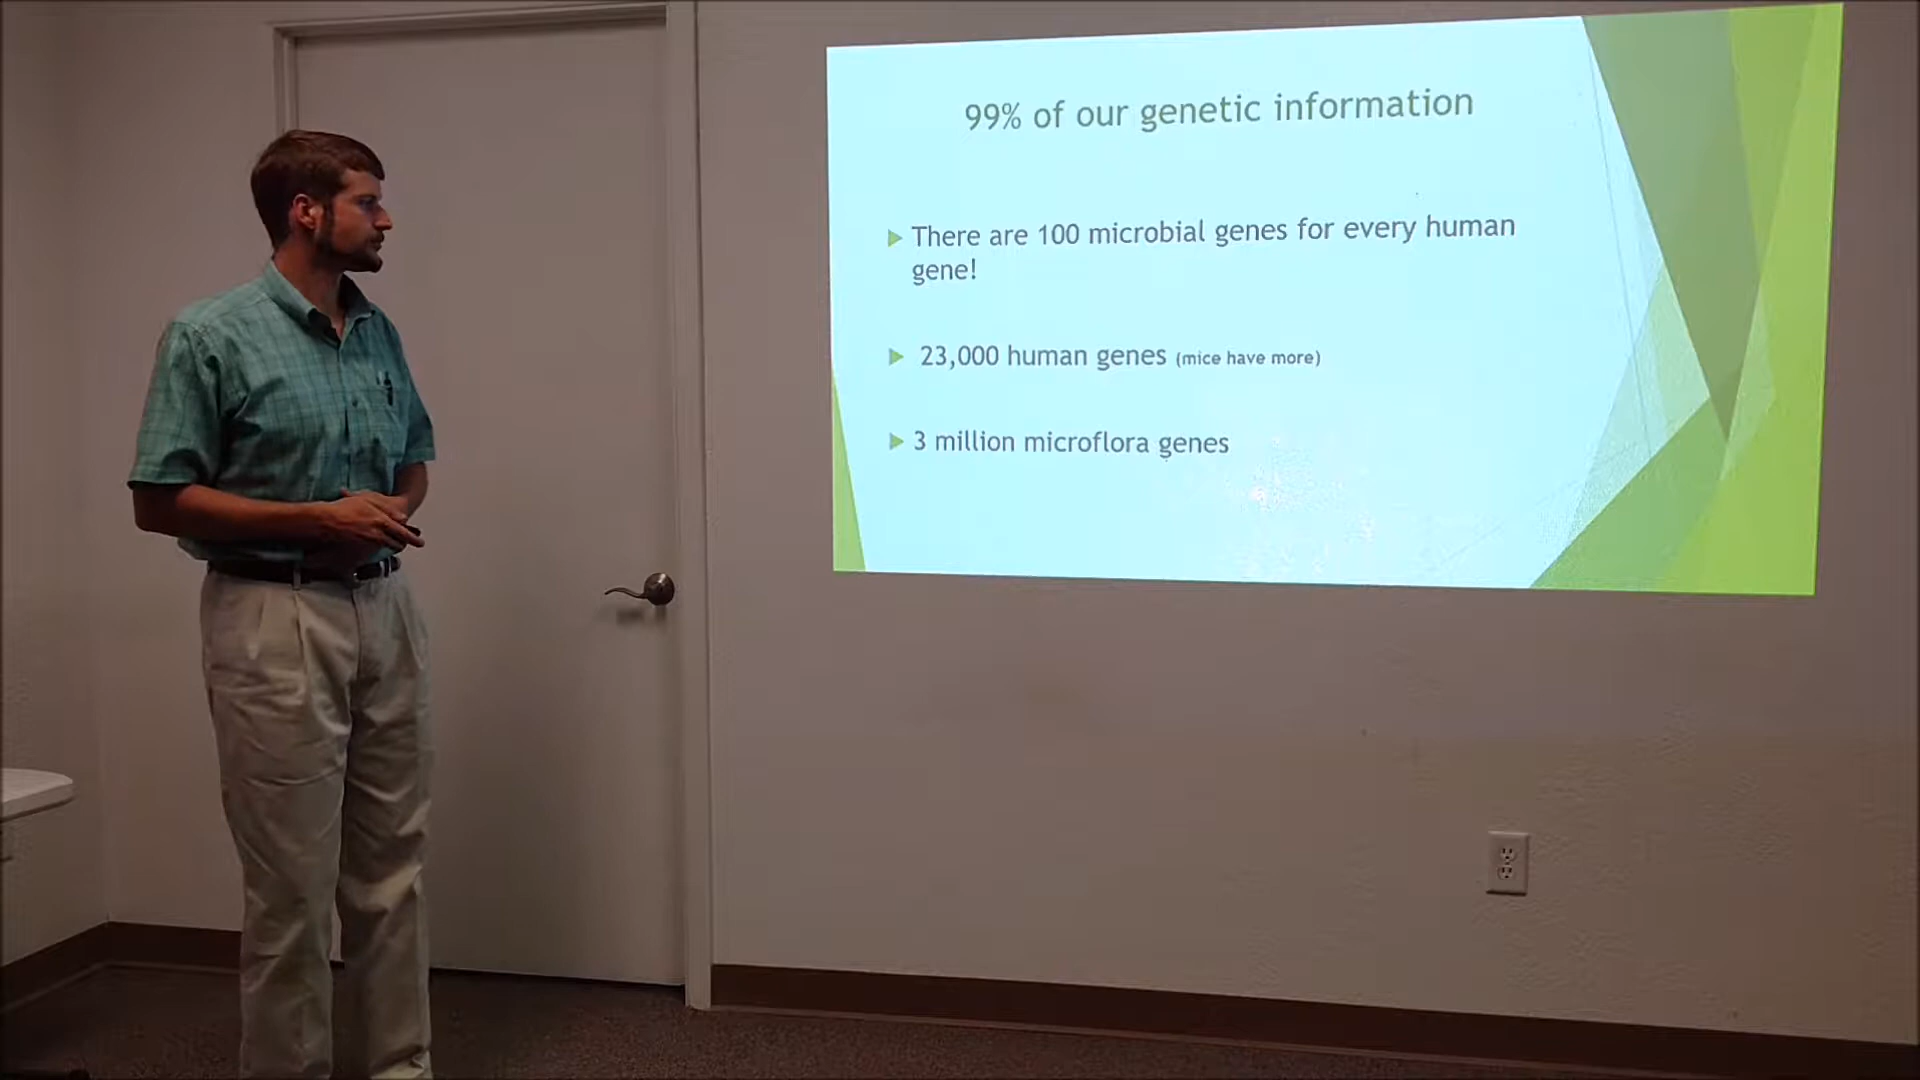 99% of our genetic information
There are 100 microbial genes for every human
gene!
23,000 human genes (mice have more)
3 million microflora genes